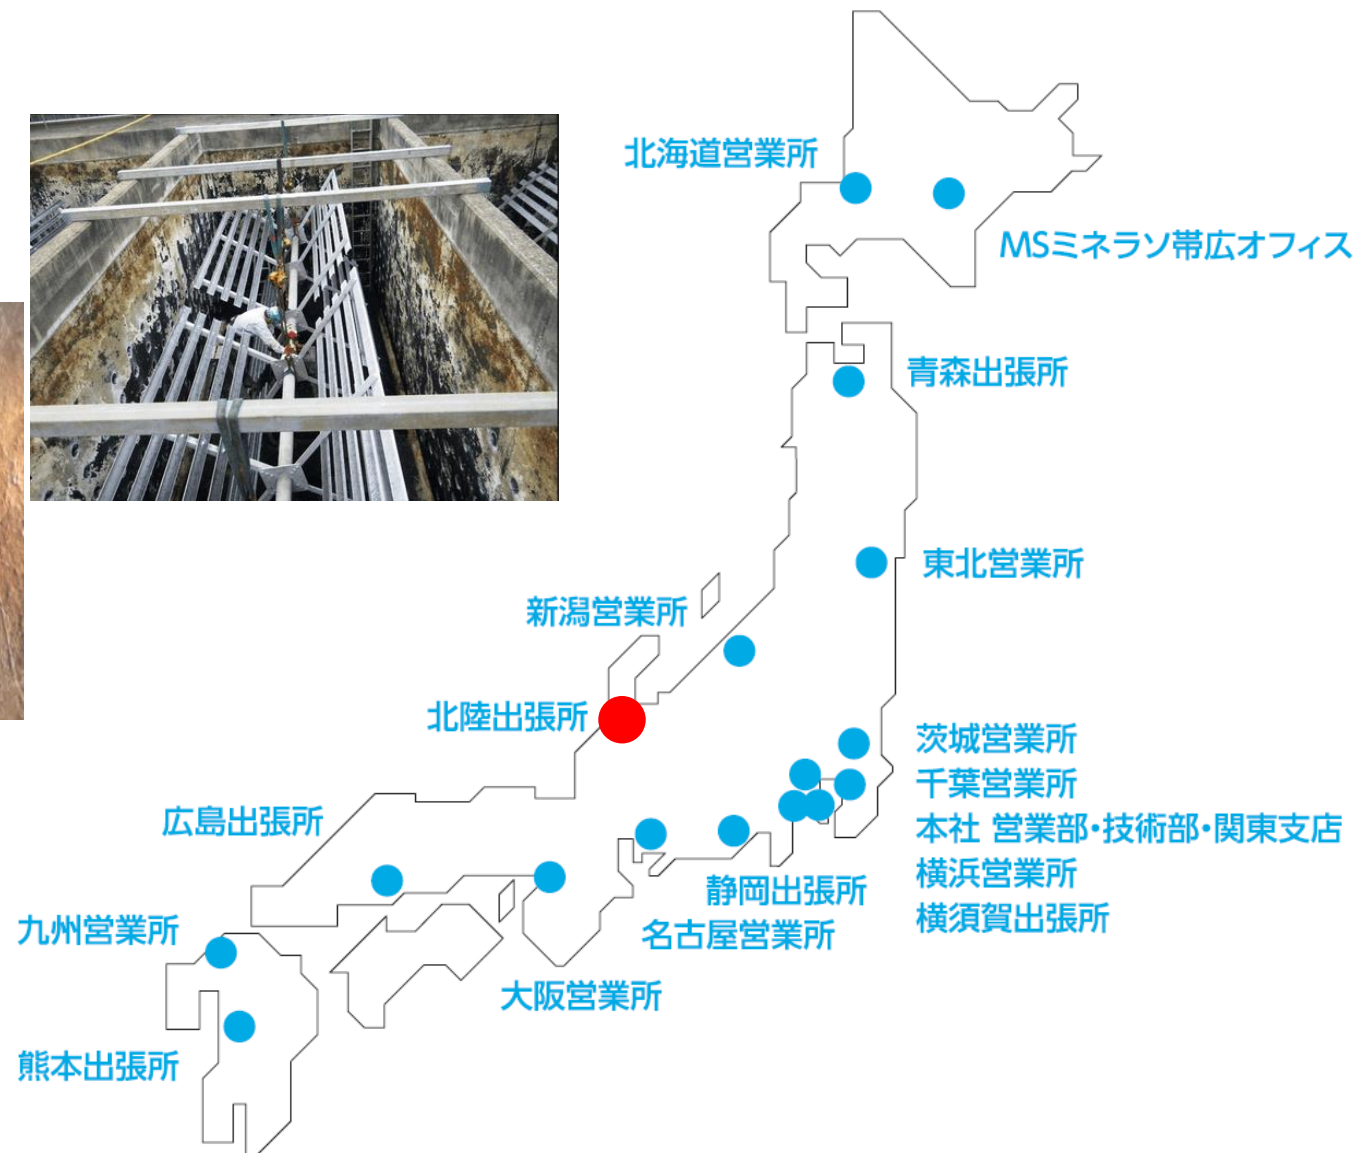 北海道営業所
MSミネラソ帯広オフィス
青森出張所
東北営業所
新潟営業所
北陸出張所
茨城営業所
千葉営業所
本社 営業部・技術部・関東支店
横浜営業所
横須賀出張所
広島出張所
静岡出張所
名古屋営業所
大阪営業所
九州営業所
熊本出張所